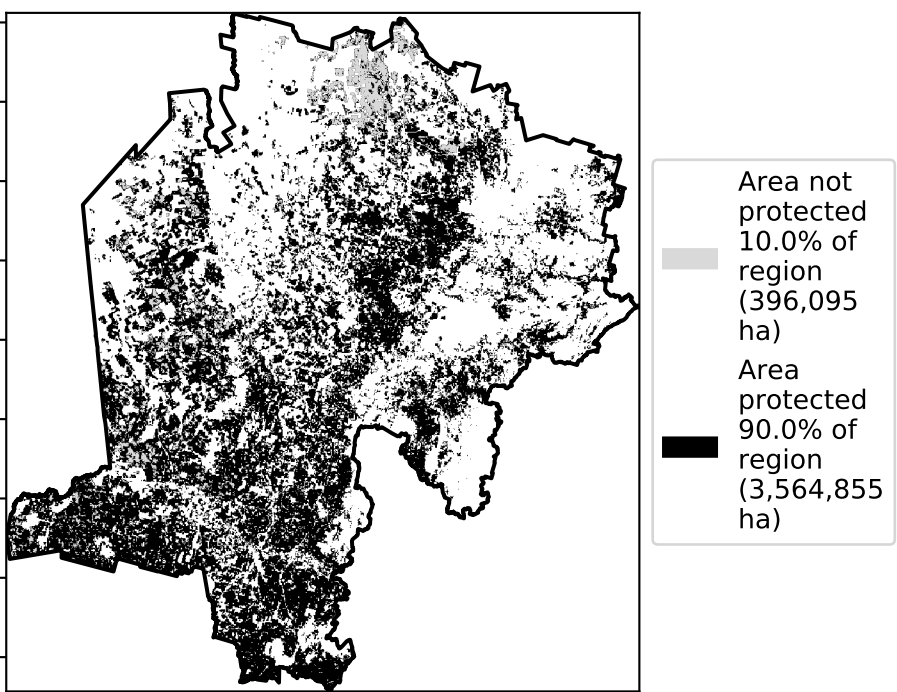 Area not
protected
10.0% of
region
(396,095
ha)
Area
protected
90.0% of
region
(3,564,855
ha)